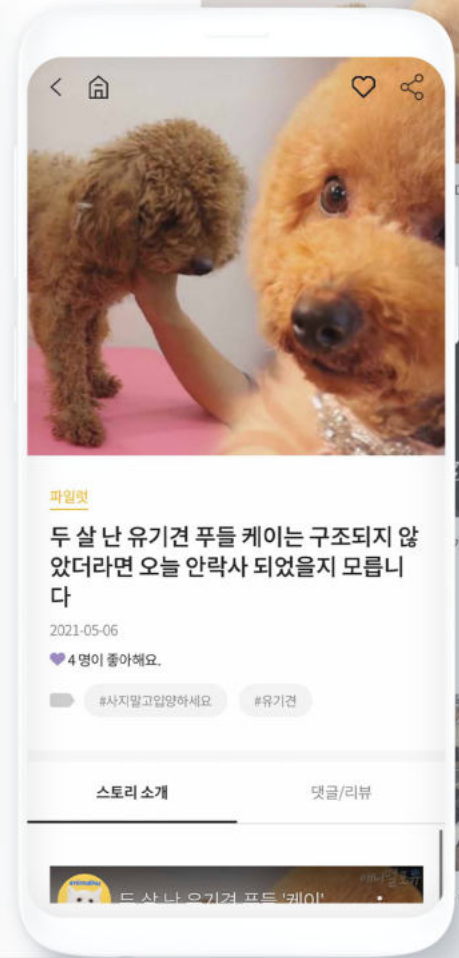 파일럿
두 살 난 유기견 푸들 케이는 구조되지 않
았더라면 오늘 안락사 되었을지 모릅니
다
2021-05-06
4 명이 좋아해요.
#사지말고입양하세요 #유기견
스토리 소개 댓글/리뷰
두 살 난 유기견 푸들 '케이'